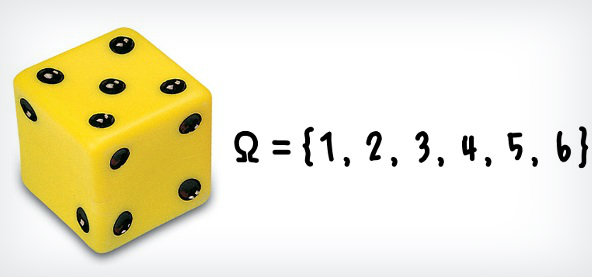 Ω = {1, 2, 3, 4, 5, 6}